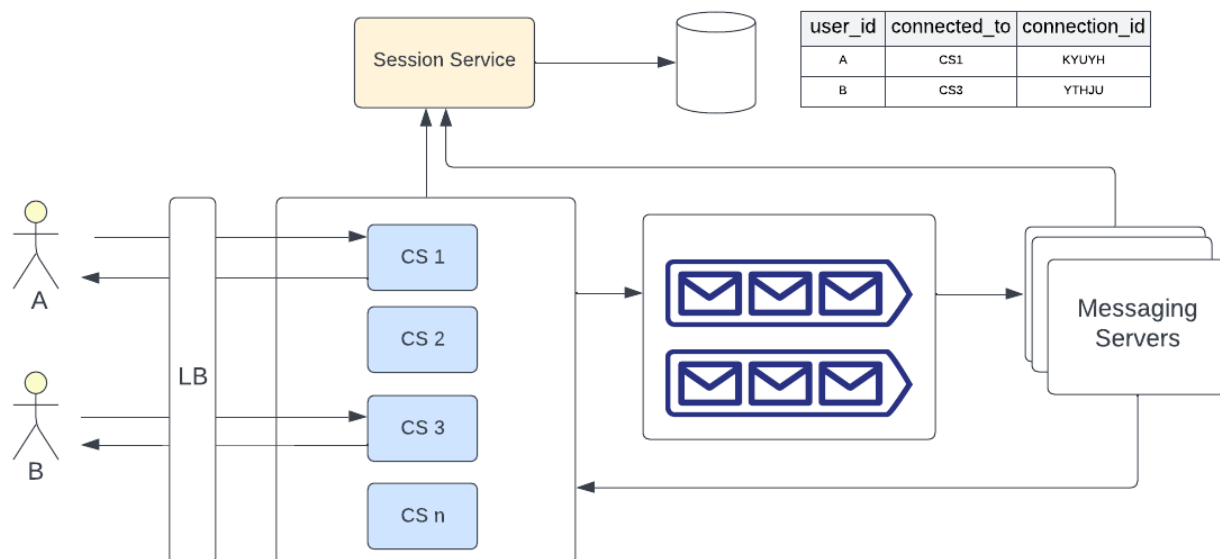 Session Service
user_id connected_to connection_id
A CS1 KYUYH
B CS3 YTHJU
A
B
LB
CS 1
CS 2
CS 3
CS n
Messaging
Servers